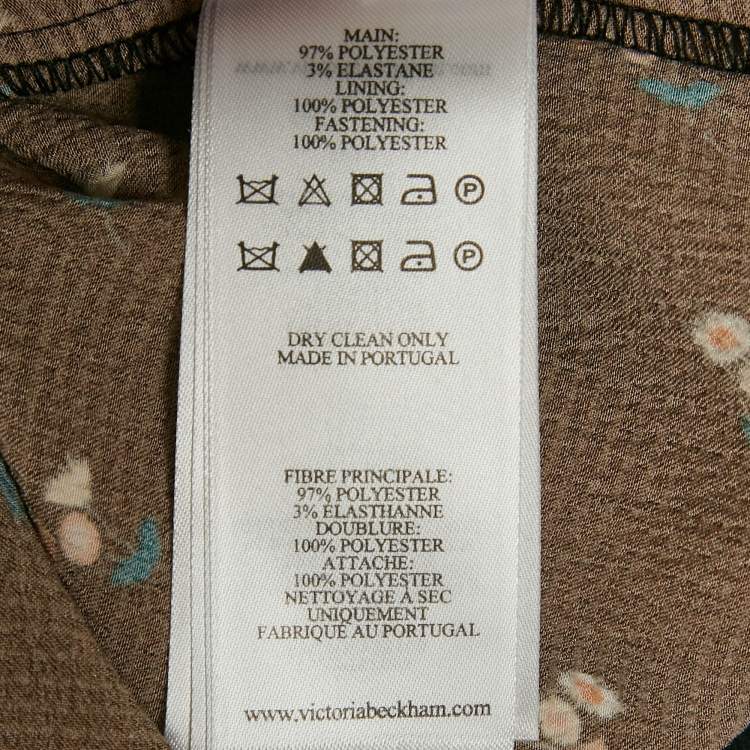 MAIN:
97% POLYESTER
3% ELASTANE
LINING:
100% POLYESTER
FASTENING:
100% POLYESTER
P
P
DRY CLEAN ONLY
MADE IN PORTUGAL
FIBRE PRINCIPALE:
97% POLYESTER
3% ÉLASTHANNE
DOUBLURE:
100% POLYESTER
ATTACHE:
100% POLYESTER
NETTOYAGE À SEC
UNIQUEMENT
FABRIQUÉ AU PORTUGAL
www.victoriabeckham.com